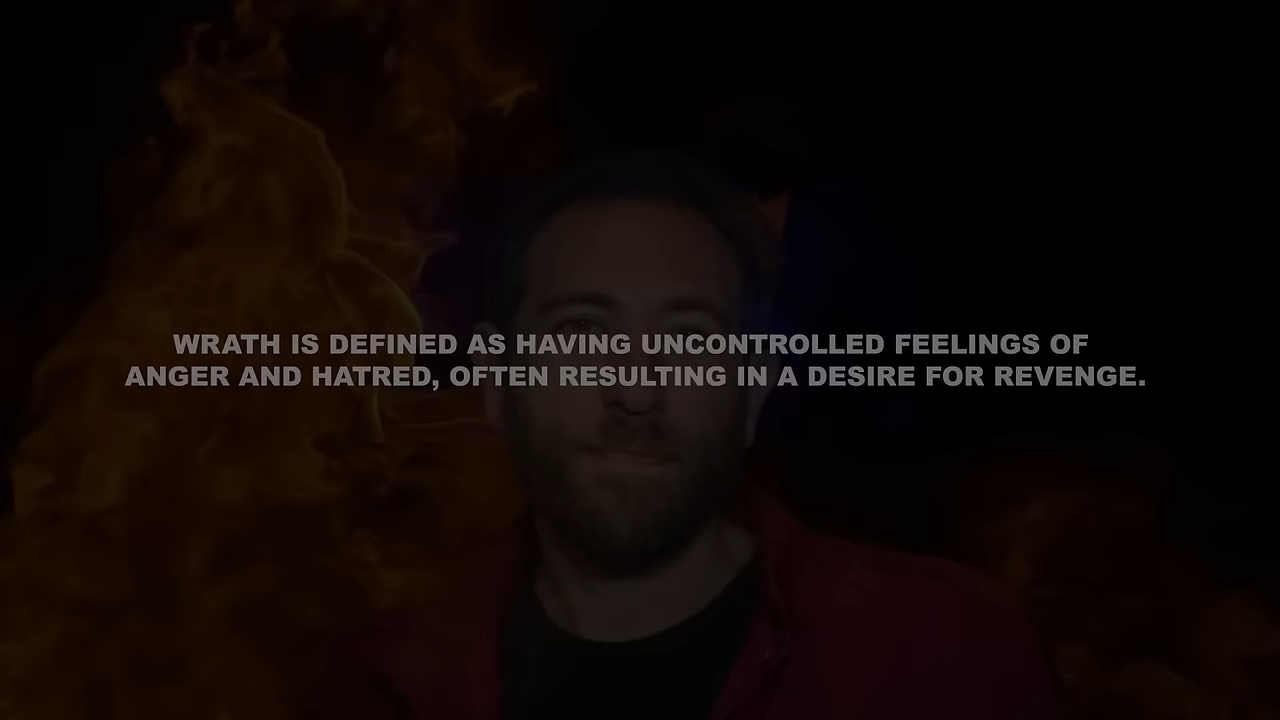 WRATH IS DEFINED AS HAVING UNCONTROLLED FEELINGS OF
ANGER AND HATRED, OFTEN RESULTING IN A DESIRE FOR REVENGE.